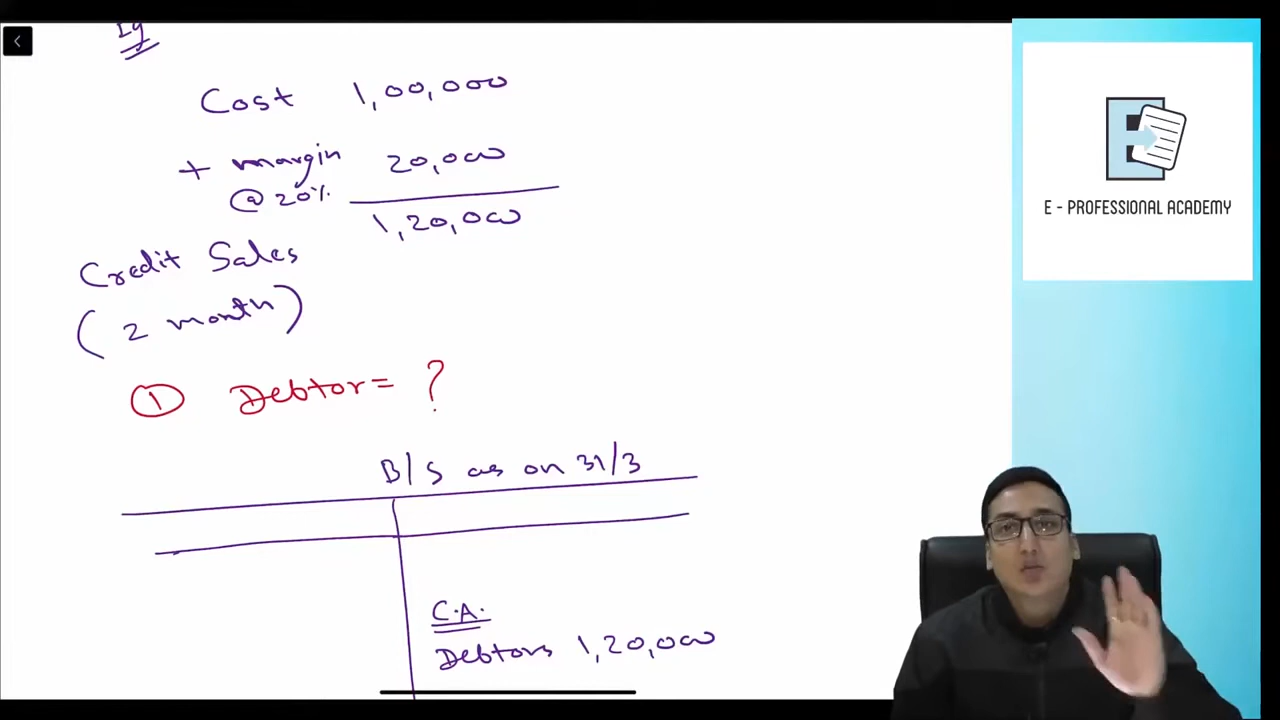 Eg
Cost 1,00,000
+ margin 20,000
@ 20%
1,20,000
Credit Sales
(2 month)
① Debtor = ?
B/S as on 31/3
C.A.
Debtors 1,20,000
E
E - PROFESSIONAL ACADEMY